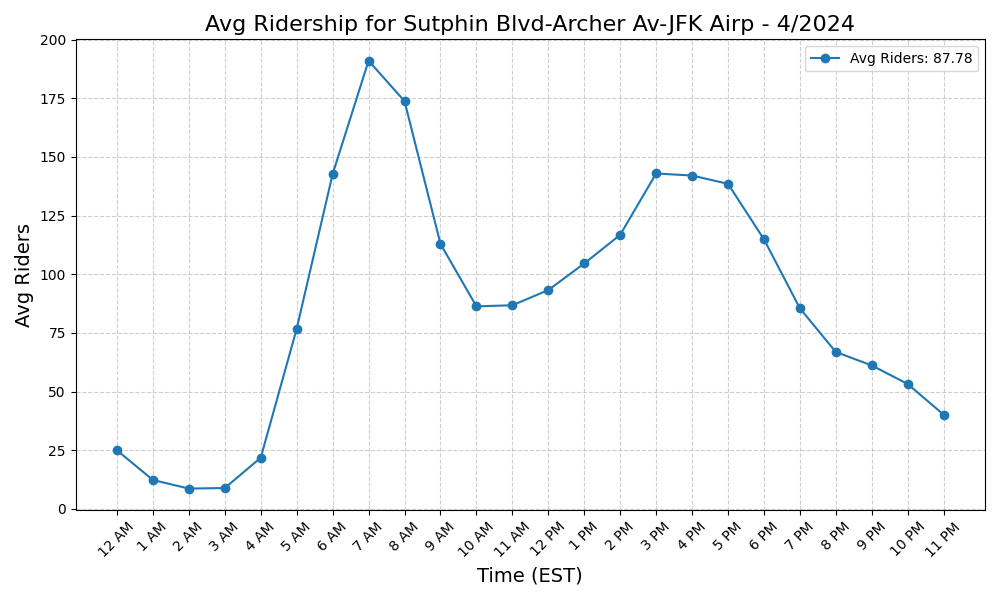 Avg Ridership for Sutphin Blvd-Archer Av-JFK Airp - 4/2024
Avg Riders: 87.78
Avg Riders
200
175
150
125
100
75
50
25
0
12 AM
1 AM
2 AM
3 AM
4 AM
5 AM
6 AM
7 AM
8 AM
9 AM
10 AM
11 AM
12 PM
1 PM
2 PM
3 PM
4 PM
5 PM
6 PM
7 PM
8 PM
9 PM
10 PM
11 PM
Time (EST)